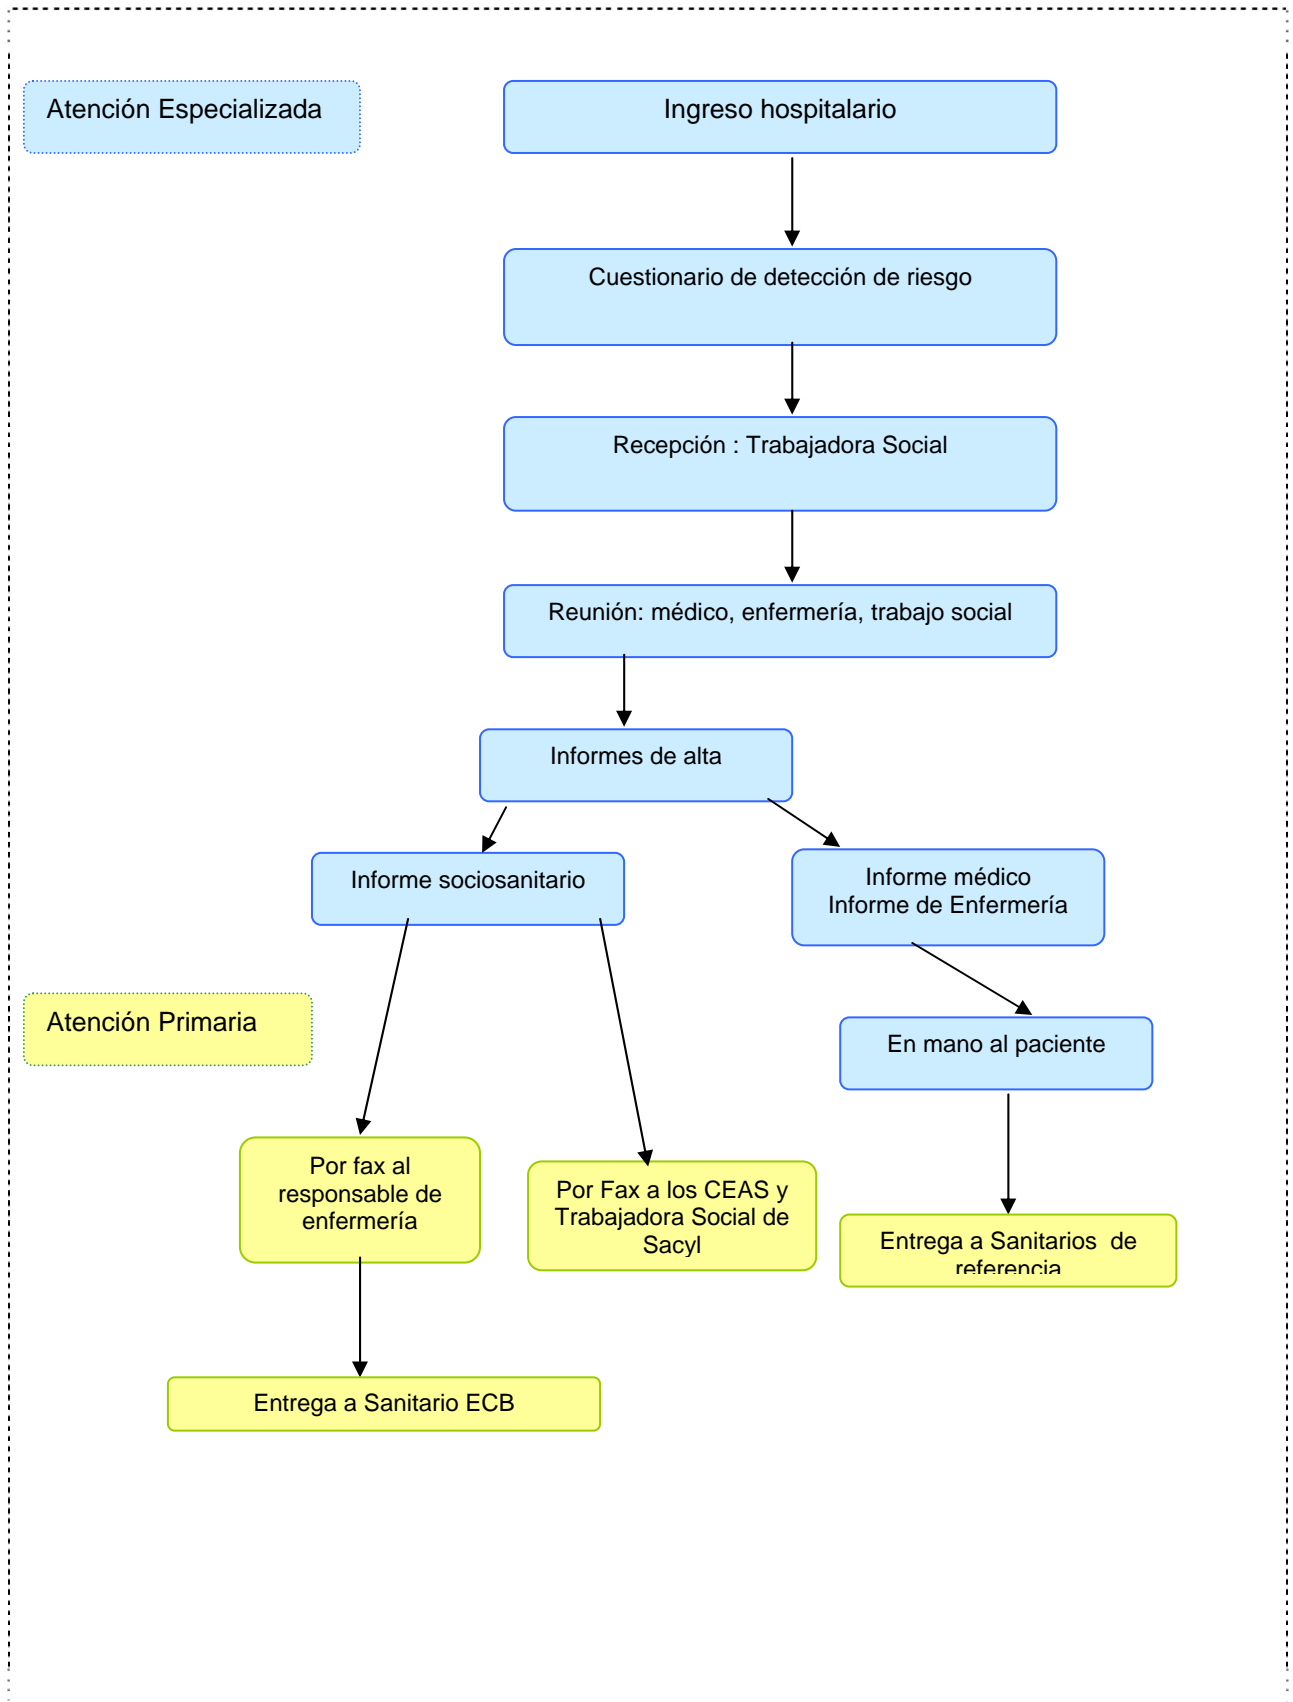 Atención Especializada
Ingreso hospitalario
Cuestionario de detección de riesgo
Recepción : Trabajadora Social
Reunión: médico, enfermería, trabajo social
Informes de alta
Informe sociosanitario
Informe médico
Informe de Enfermería
Atención Primaria
En mano al paciente
Por fax al
responsable de
enfermería
Por Fax a los CEAS y
Trabajadora Social de
Sacyl
Entrega a Sanitarios  de
referencia
Entrega a Sanitario ECB